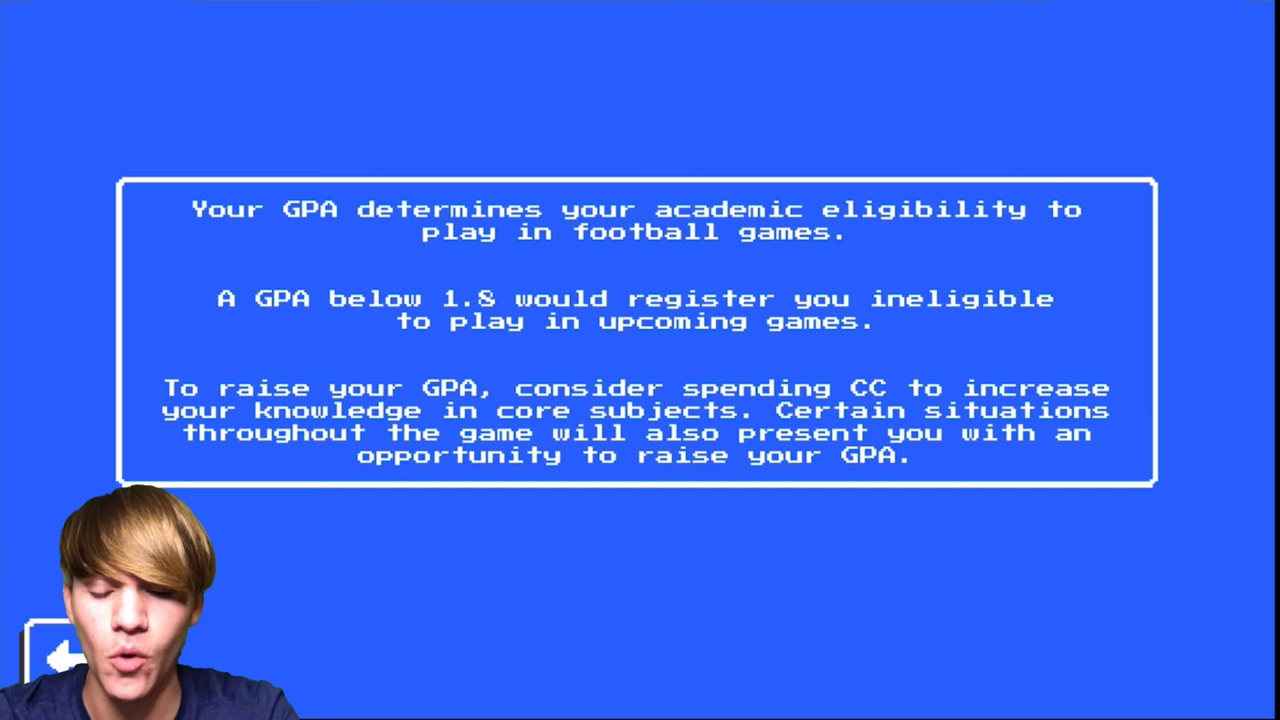 Your GPA determines your academic eligibility to
play in football games.
A GPA below 1.8 would register you ineligible
to play in upcoming games.
To raise your GPA, consider spending CC to increase
your knowledge in core subjects. Certain situations
throughout the game will also present you with an
opportunity to raise your GPA.